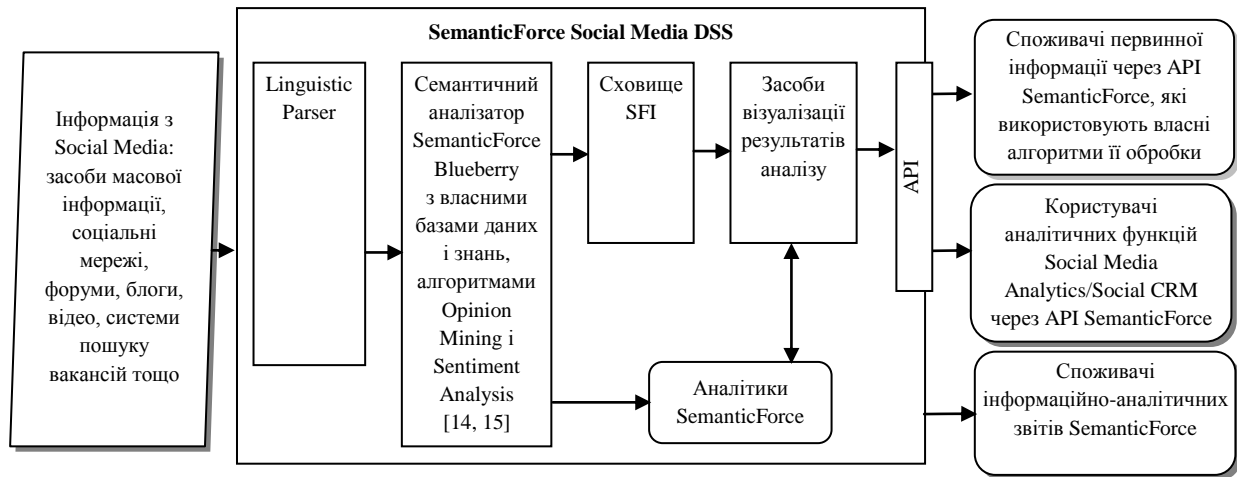 SemanticForce Social Media DSS
Інформація з
Social Media:
засоби масової
інформації,
соціальні
мережі,
форуми, блоги,
відео, системи
пошуку
вакансій тощо
Linguistic
Parser
Семантичний
аналізатор
SemanticForce
Blueberry
з власними
базами даних
і знань,
алгоритмами
Opinion
Mining і
Sentiment
Analysis
[14, 15]
Сховище
SFI
Засоби
візуалізації
результатів
аналізу
Аналітики
SemanticForce
API
Споживачі первинної
інформації через API
SemanticForce, які
використовують власні
алгоритми її обробки
Користувачі
аналітичних функцій
Social Media
Analytics/Social CRM
через API SemanticForce
Споживачі
інформаційно-аналітичних
звітів SemanticForce